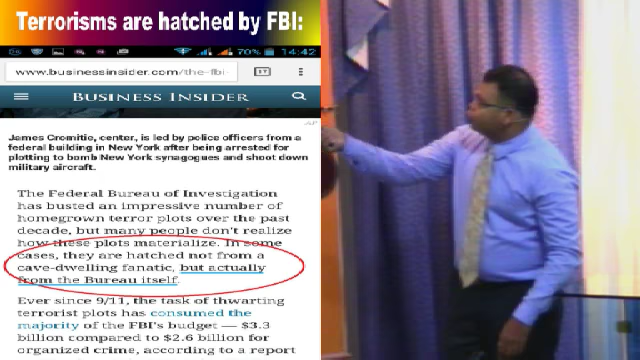 Terrorisms are hatched by FBI:
70% 14:42
www.businessinsider.com/the-fbi-
BUSINESS INSIDER
AP
James Cromitie, center, is led by police officers from a
federal building in New York after being arrested for
plotting to bomb New York synagogues and shoot down
military aircraft.
The Federal Bureau of Investigation
has busted an impressive number of
homegrown terror plots over the past
decade, but many people don't realize
how these plots materialize. In some
cases, they are hatched not from a
cave-dwelling fanatic, but actually
from the Bureau itself.
Ever since 9/11, the task of thwarting
terrorist plots has consumed the
majority of the FBI's budget — $3.3
billion compared to $2.6 billion for
organized crime, according to a report